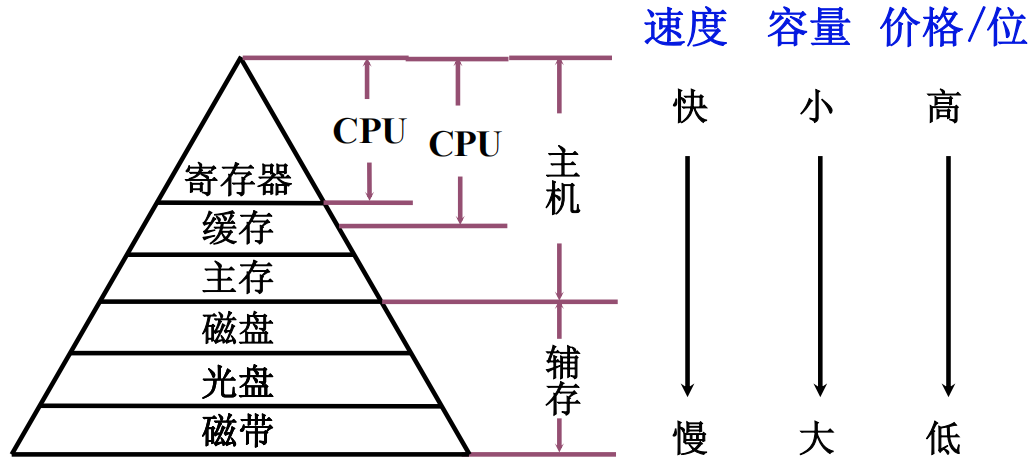 速度 容量 价格/位
快 小 高
CPU
CPU
主机
寄存器
缓存
主存
磁盘
辅存
光盘
磁带
慢 大 低